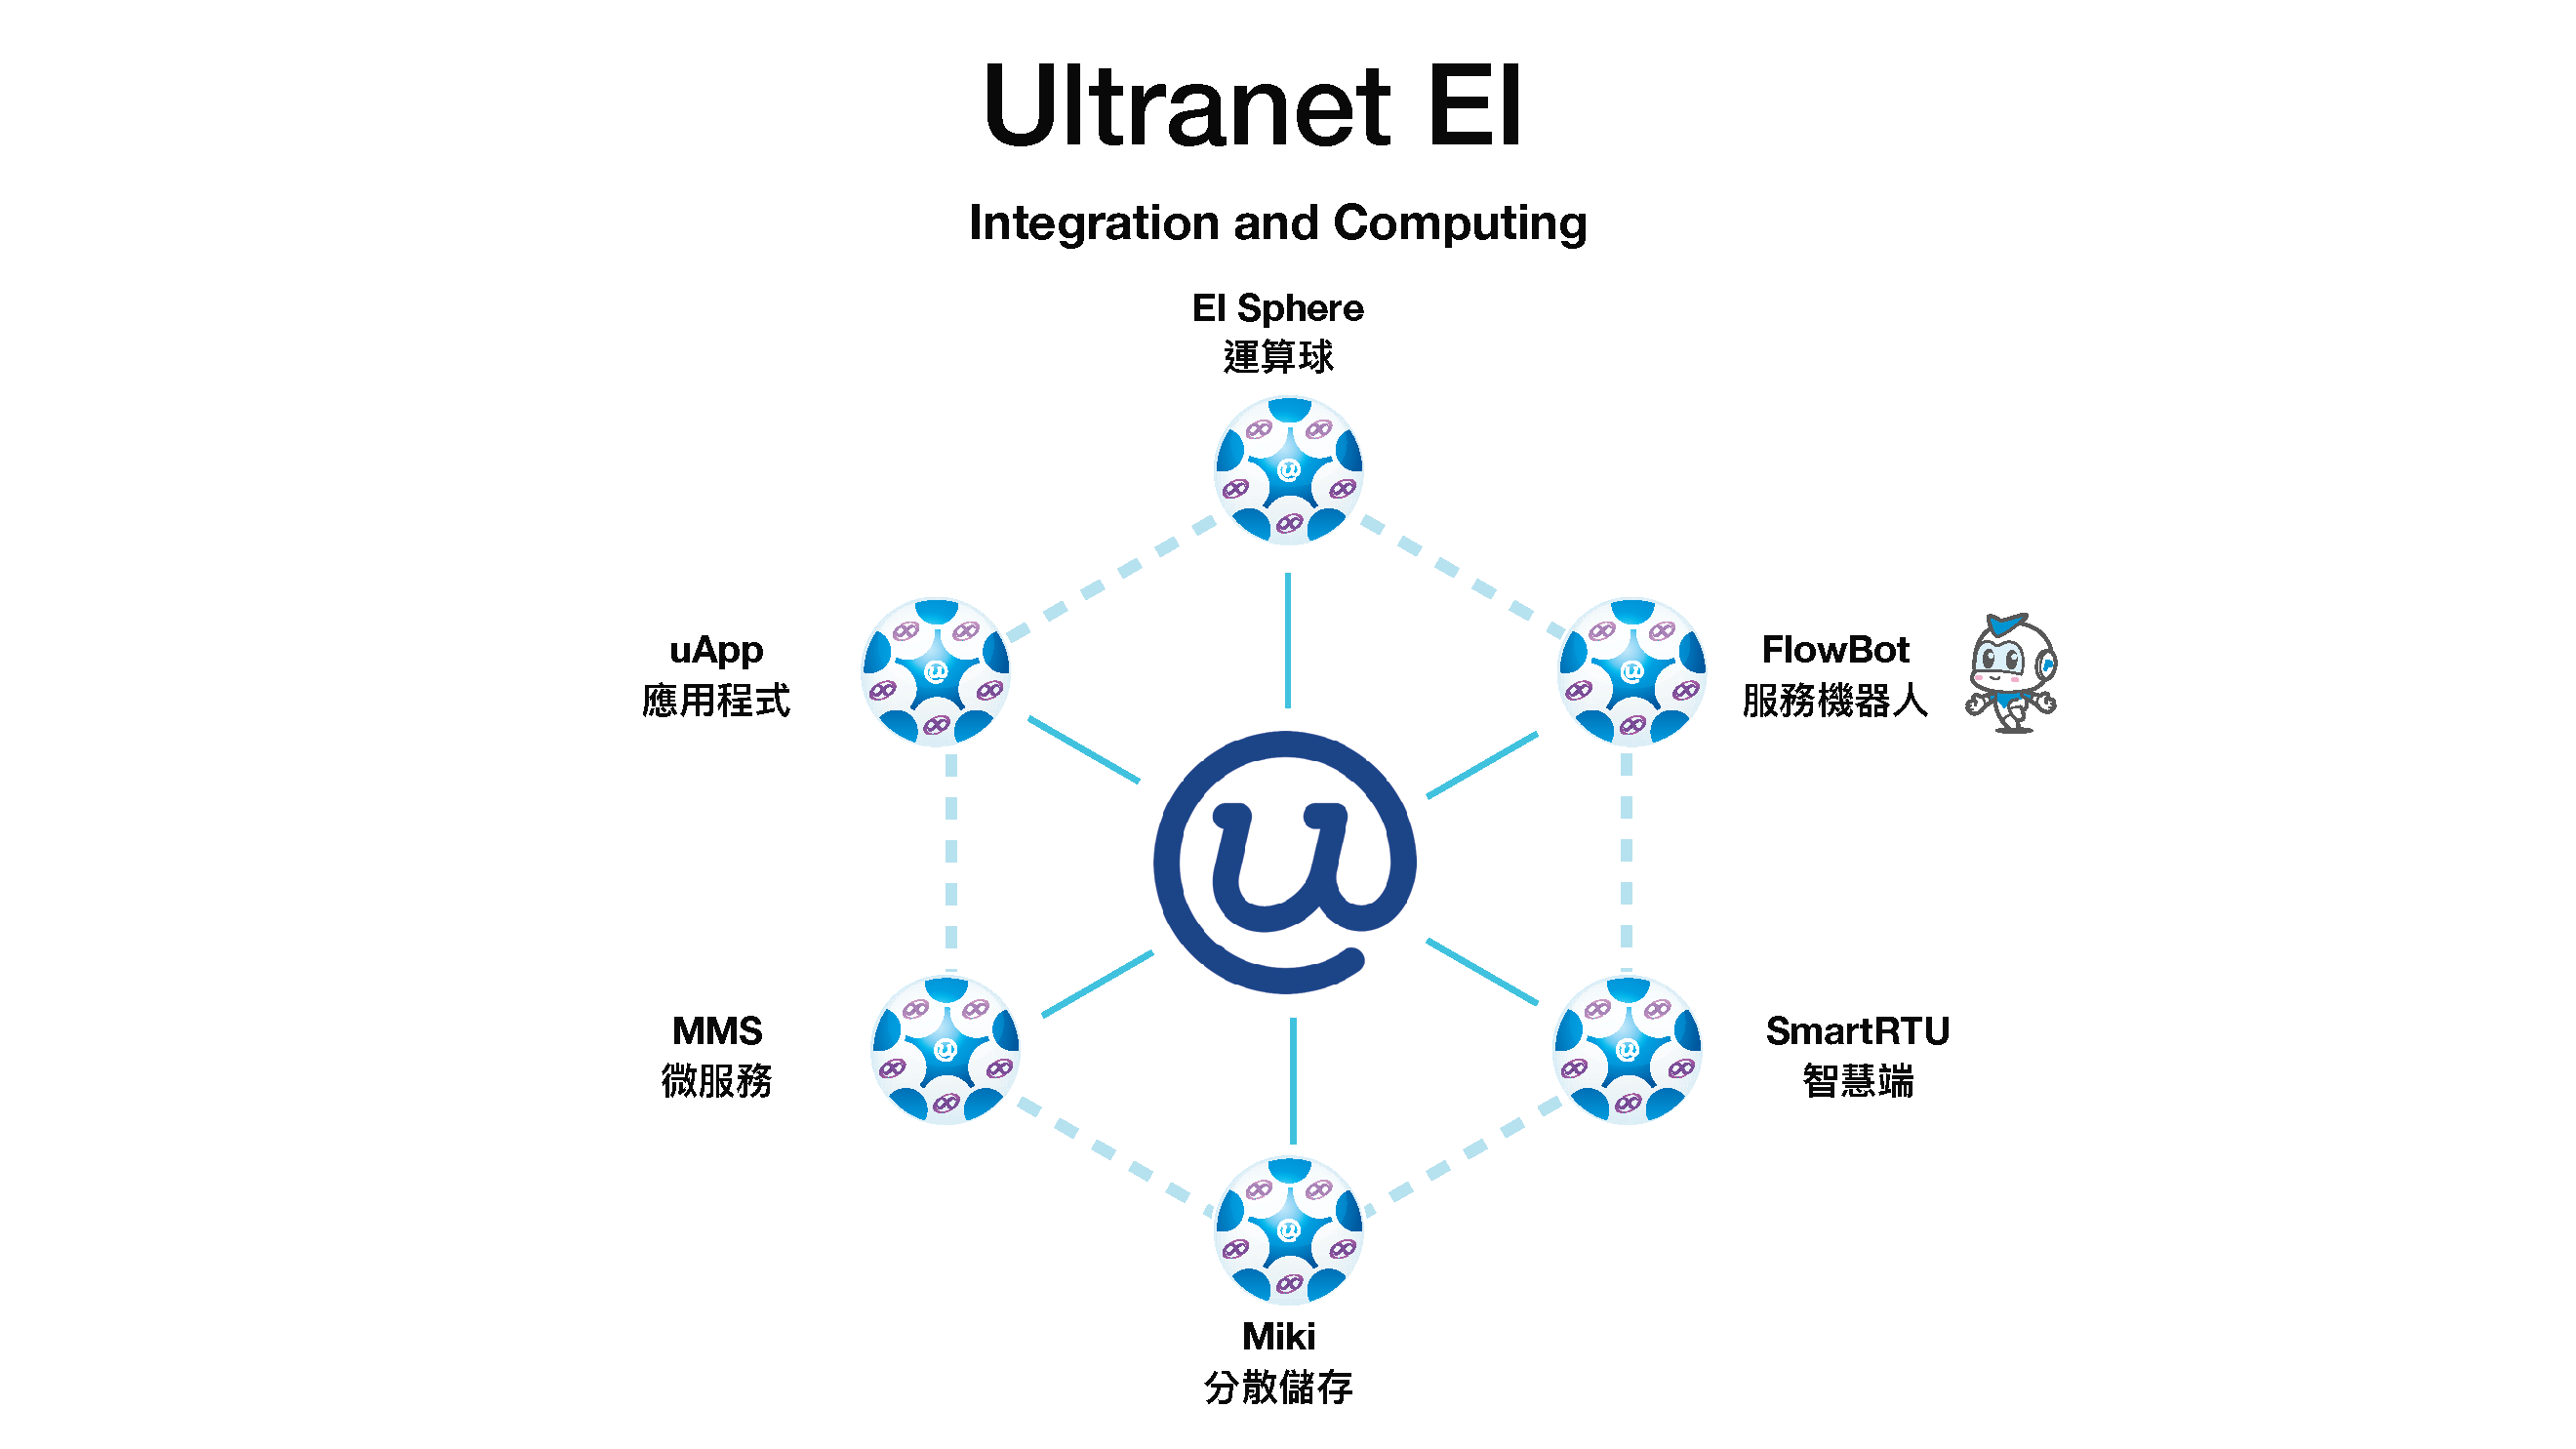 Ultranet EI
Integration and Computing
EI Sphere
運算球
uApp
應用程式
FlowBot
服務機器人
MMS
微服務
SmartRTU
智慧端
Miki
分散儲存